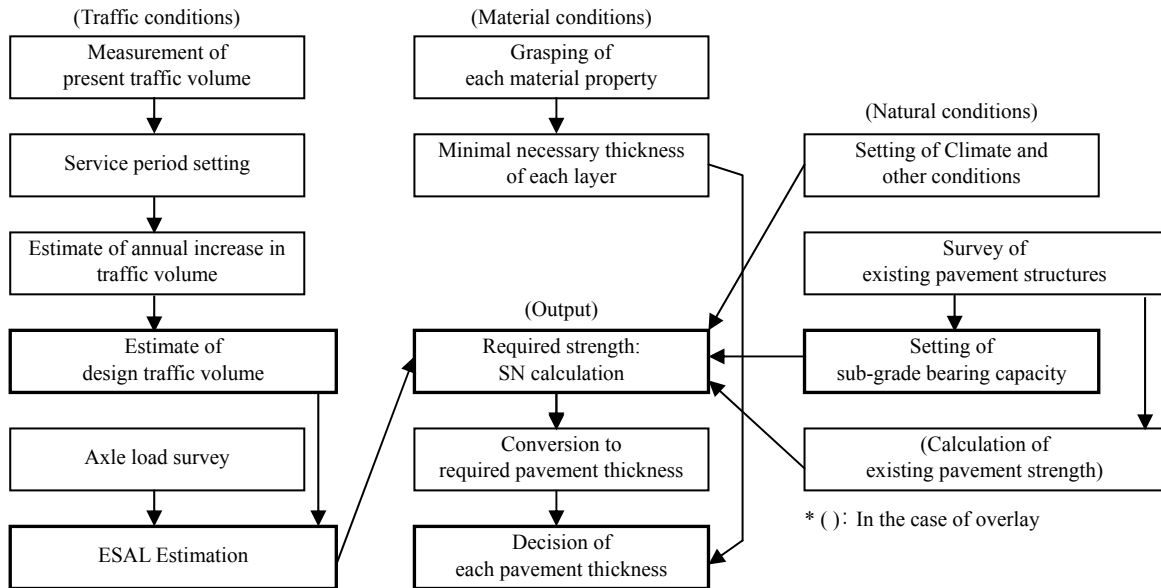 (Traffic conditions)
Measurement of
present traffic volume
Service period setting
Estimate of annual increase in
traffic volume
Estimate of
design traffic volume
Axle load survey
ESAL Estimation
(Material conditions)
Grasping of
each material property
Minimal necessary thickness
of each layer
(Output)
Required strength:
SN calculation
Conversion to
required pavement thickness
Decision of
each pavement thickness
(Natural conditions)
Setting of Climate and
other conditions
Survey of
existing pavement structures
Setting of
sub-grade bearing capacity
(Calculation of
existing pavement strength)
* ( ): In the case of overlay